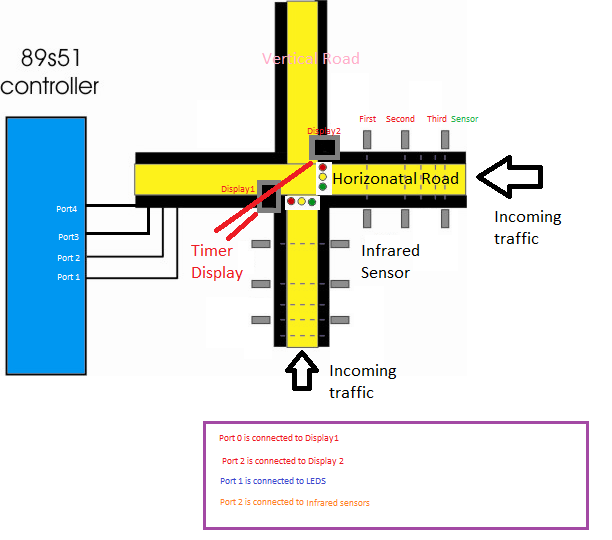 Vertical Road
89s51
controller
First Second Third Sensor
Display2
Horizonatal Road
Display1
Incoming
traffic
Port4
Port3
Port 2
Port 1
Timer
Display
Infrared
Sensor
Incoming
traffic
Port 0 is connected to Display1
Port 2 is connected to Display 2
Port 1 is connected to LEDS
Port 2 is connected to Infrared sensors